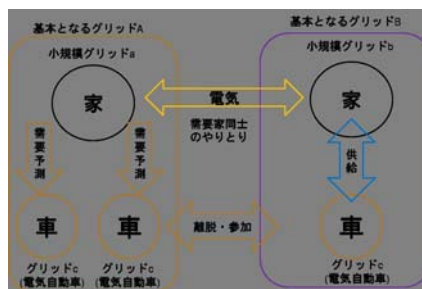 基本となるグリッドA
基本となるグリッドB
小規模グリッドa
小規模グリッドb
家
電気
家
需要家同士
のやりとり
需要予測
需要予測
供給
車
車
離脱・参加
車
グリッドc
(電気自動車)
グリッドc
(電気自動車)
グリッドc
(電気自動車)